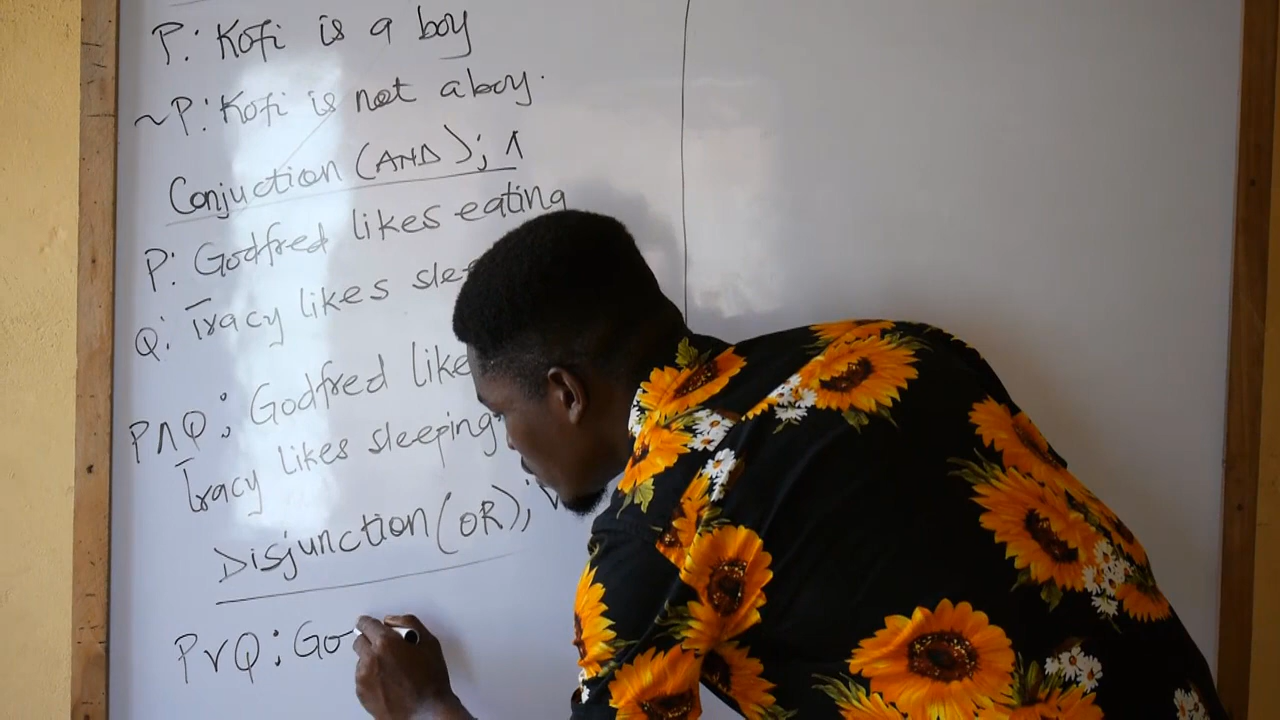 P: Kofi is a boy
~P: Kofi is not a boy.
Conjuction (AND); ∧
P: Godfred likes eating
Q: Tracy likes
P∧Q; Godfred like
Tracy likes sleeping
Disjunction (OR);
P∨Q; Go